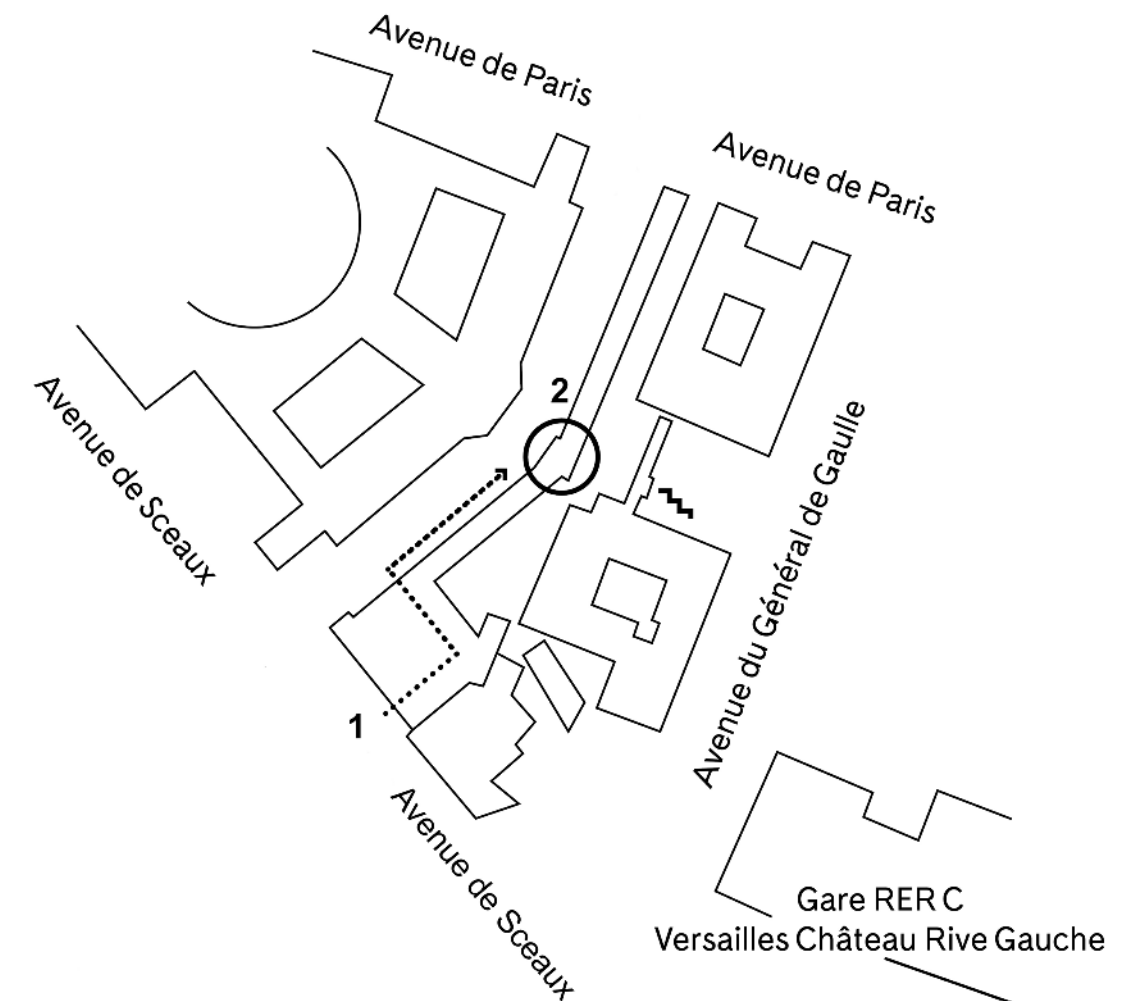 Avenue de Paris
Avenue de Paris
2
Avenue de Sceaux
Avenue du Général de Gaulle
1
Avenue de Sceaux
Gare RER C
Versailles Château Rive Gauche